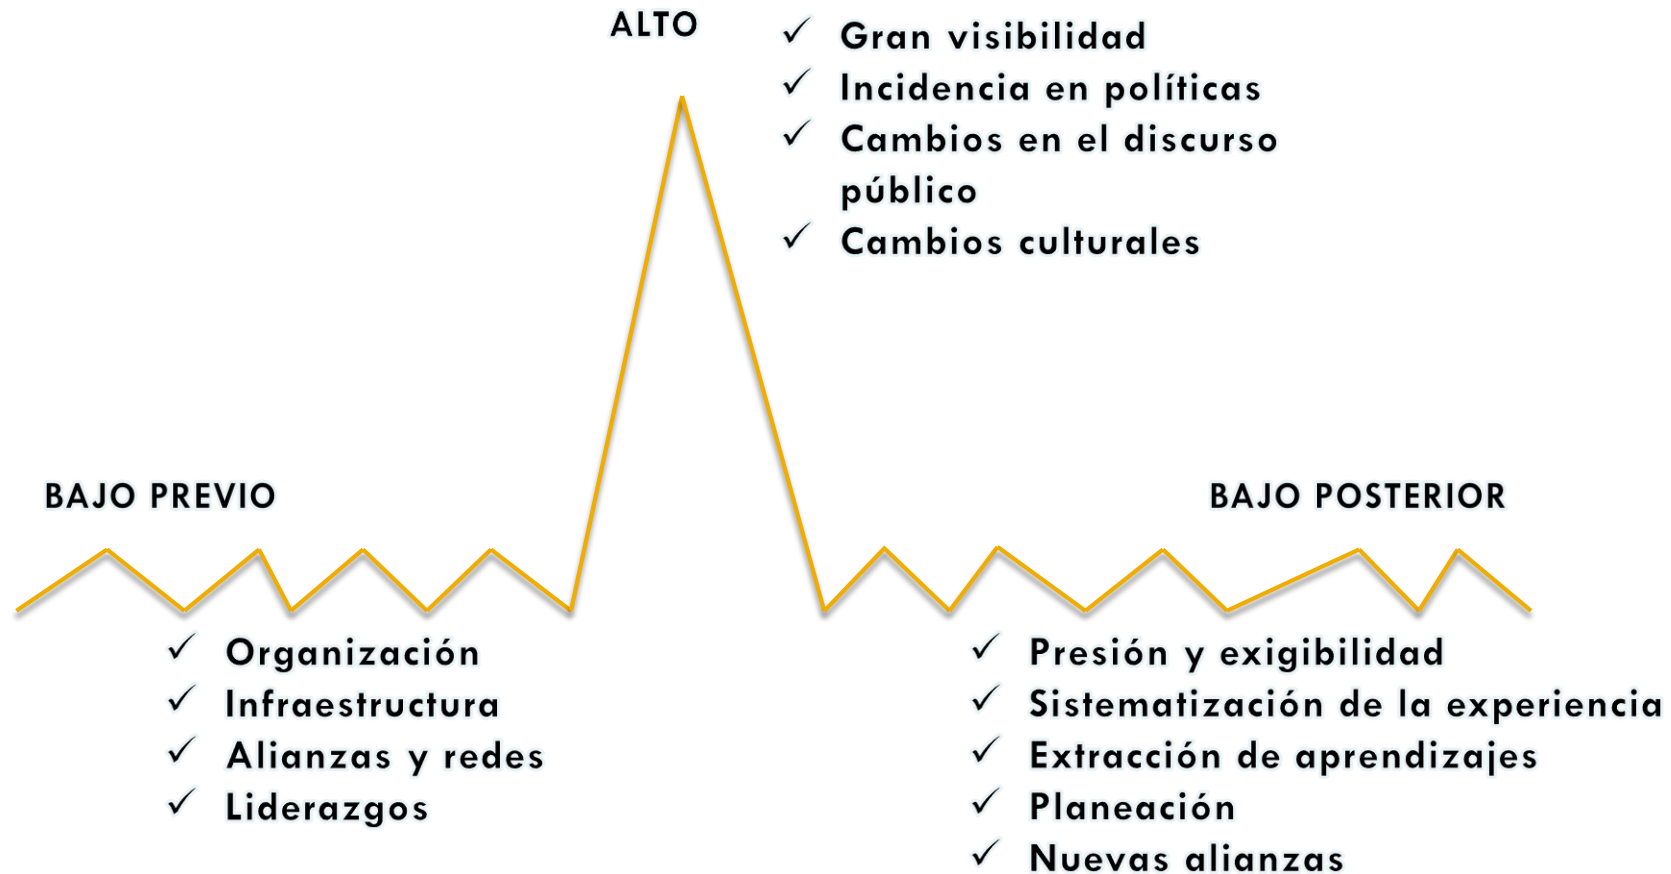 ALTO
✓ Gran visibilidad
✓ Incidencia en políticas
✓ Cambios en el discurso
público
✓ Cambios culturales
BAJO PREVIO
✓ Organización
✓ Infraestructura
✓ Alianzas y redes
✓ Liderazgos
BAJO POSTERIOR
✓ Presión y exigibilidad
✓ Sistematización de la experiencia
✓ Extracción de aprendizajes
✓ Planeación
✓ Nuevas alianzas